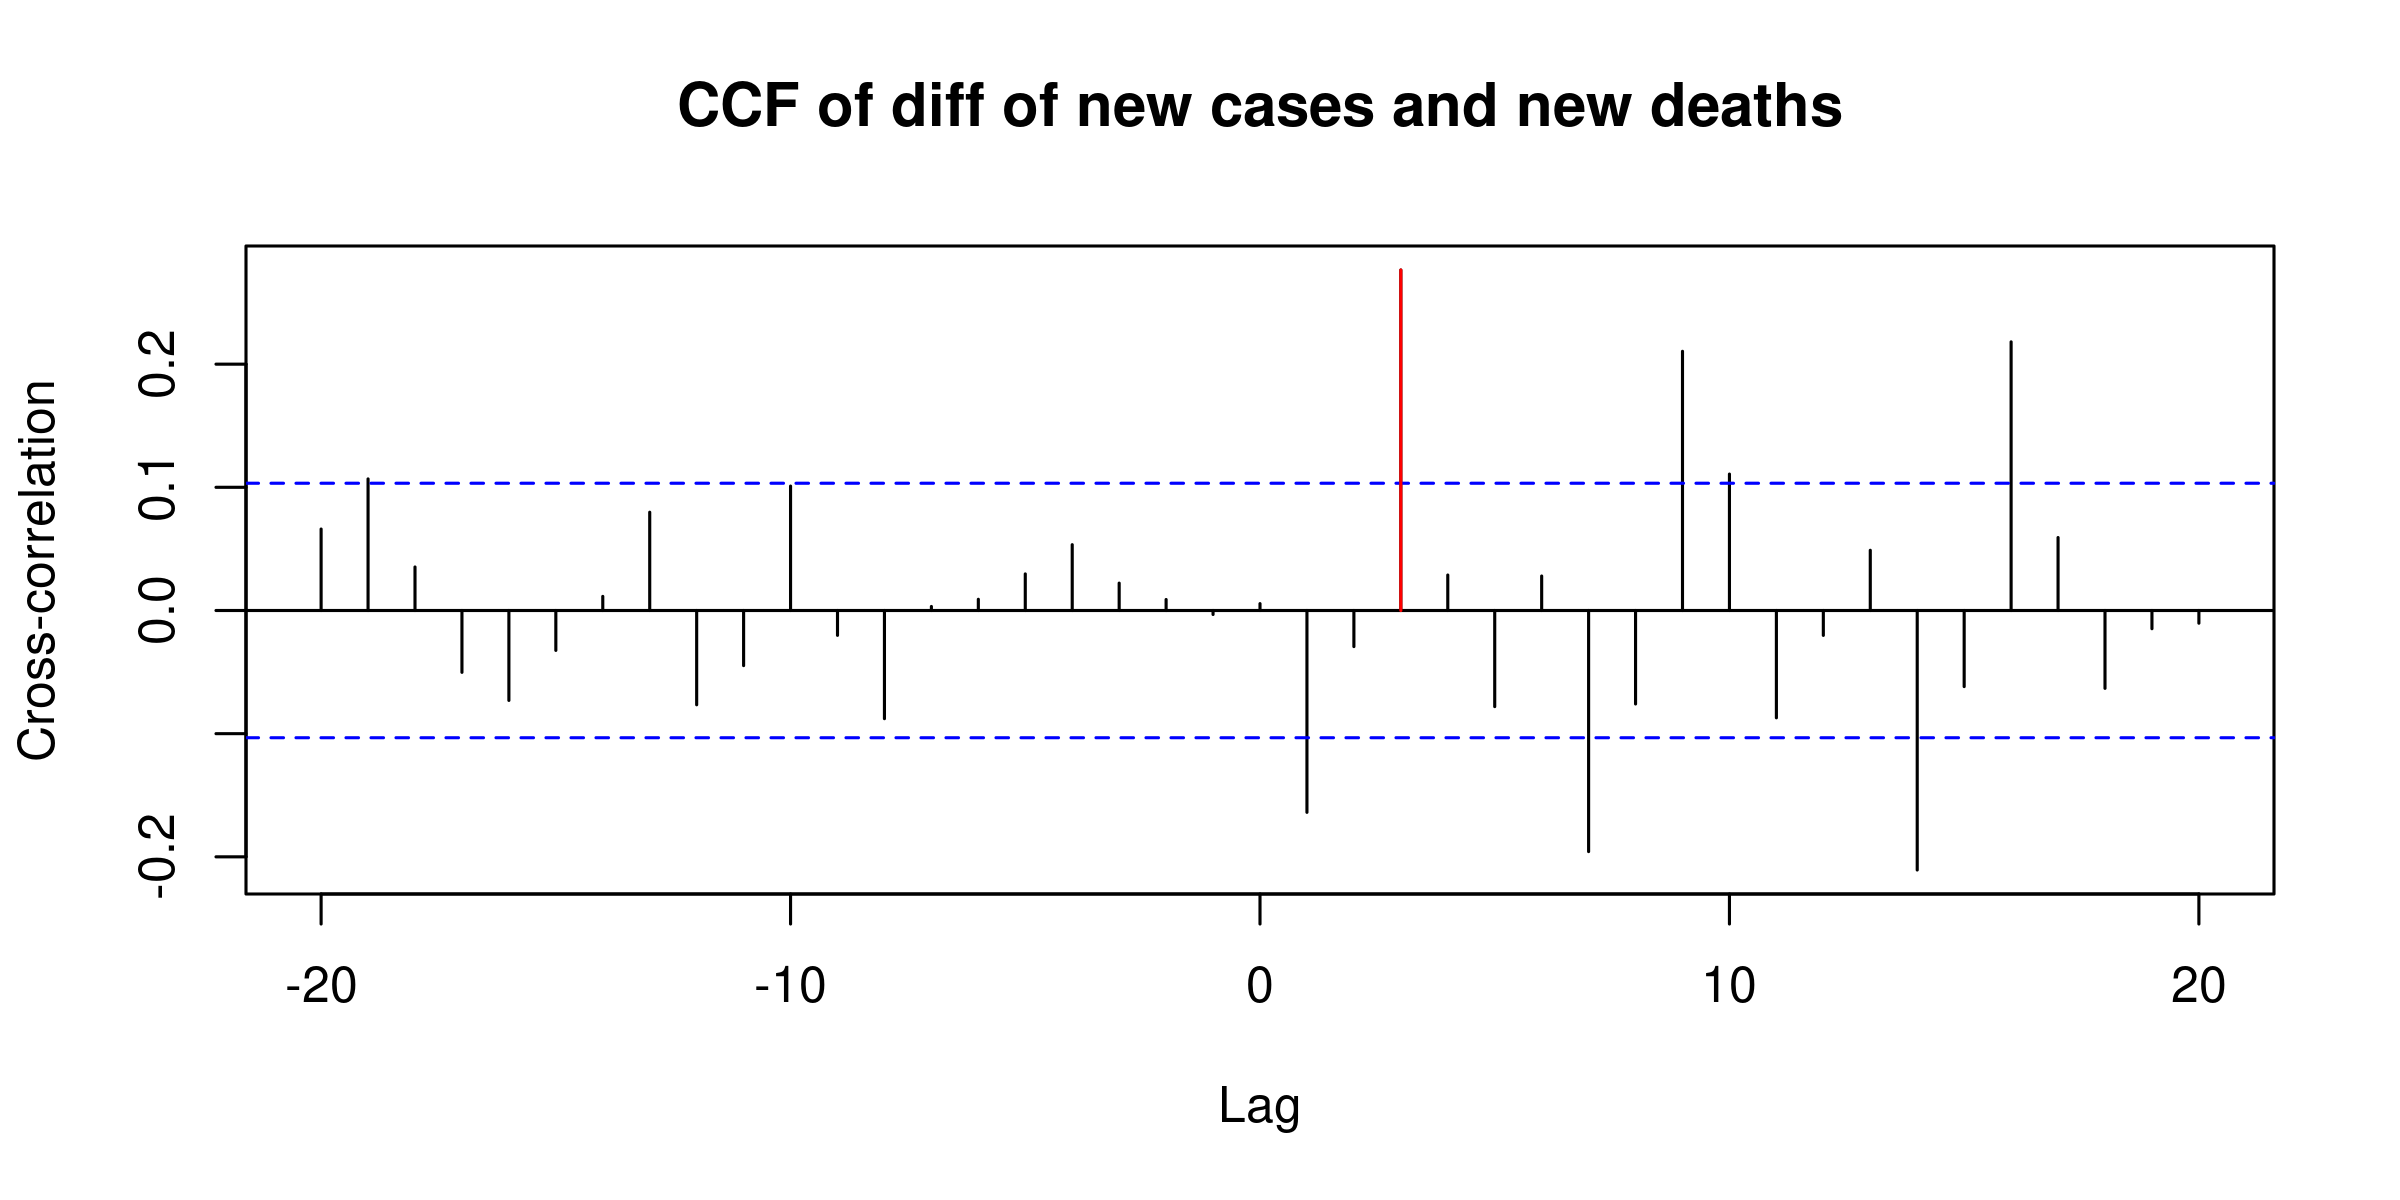 CCF of diff of new cases and new deaths
Cross-correlation
0.2
0.1
0.0
-0.2
-20 -10 0 10 20
Lag